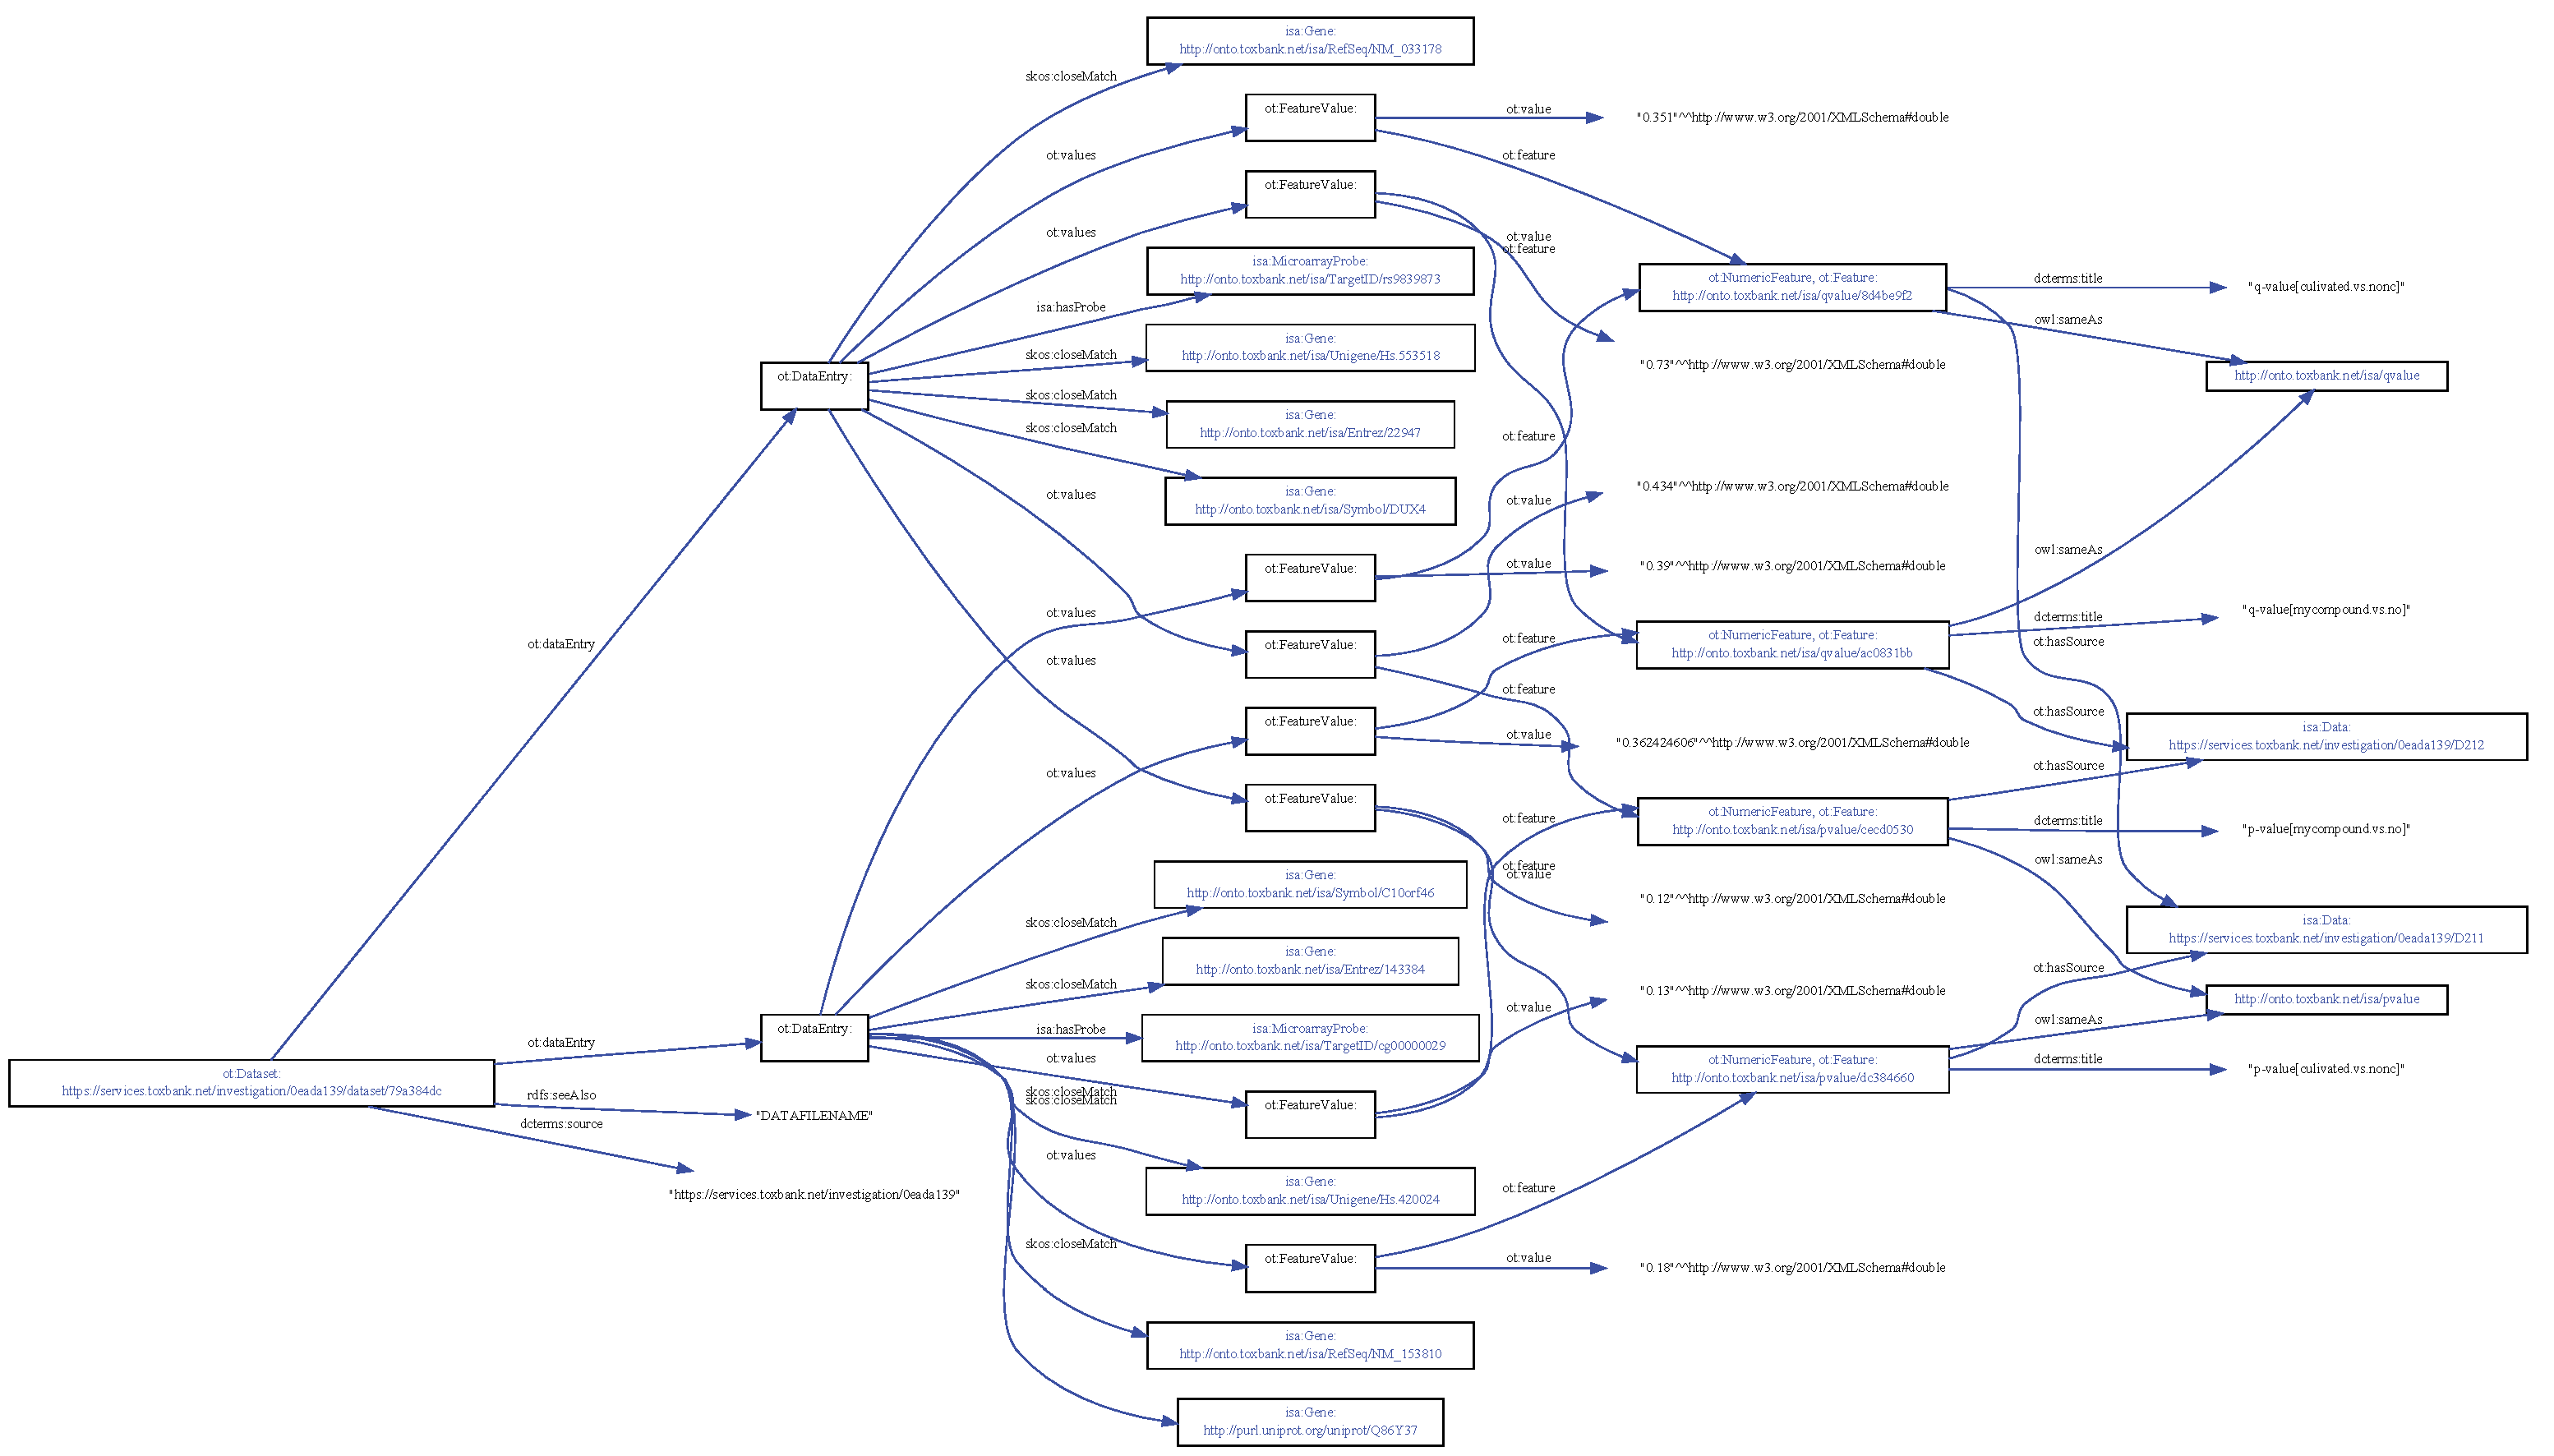 isa:Gene:
http://onto.toxbank.net/isa/RefSeq/NM_033178
skos:closeMatch
ot:FeatureValue:
ot:value
"0.351"^^http://www.w3.org/2001/XMLSchema#double
ot:values
ot:feature
ot:FeatureValue:
ot:values
ot:value
ot:feature
isa:MicroarrayProbe:
http://onto.toxbank.net/isa/TargetID/rs9839873
isa:hasProbe
ot:NumericFeature, ot:Feature:
http://onto.toxbank.net/isa/qvalue/8d4be9f2
dcterms:title
"q-value[culivated.vs.nonc]"
owl:sameAs
isa:Gene:
http://onto.toxbank.net/isa/Unigene/Hs.553518
skos:closeMatch
"0.73"^^http://www.w3.org/2001/XMLSchema#double
http://onto.toxbank.net/isa/qvalue
ot:DataEntry:
skos:closeMatch
isa:Gene:
http://onto.toxbank.net/isa/Entrez/22947
skos:closeMatch
ot:feature
isa:Gene:
http://onto.toxbank.net/isa/Symbol/DUX4
ot:values
ot:value
"0.434"^^http://www.w3.org/2001/XMLSchema#double
owl:sameAs
ot:FeatureValue:
ot:value
"0.39"^^http://www.w3.org/2001/XMLSchema#double
ot:values
dcterms:title
"q-value[mycompound.vs.no]"
ot:dataEntry
ot:FeatureValue:
ot:feature
ot:NumericFeature, ot:Feature:
http://onto.toxbank.net/isa/qvalue/ac0831bb
ot:hasSource
ot:values
ot:feature
ot:hasSource
ot:FeatureValue:
ot:value
"0.362424606"^^http://www.w3.org/2001/XMLSchema#double
isa:Data:
https://services.toxbank.net/investigation/0eada139/D212
ot:values
ot:hasSource
ot:FeatureValue:
ot:feature
ot:NumericFeature, ot:Feature:
http://onto.toxbank.net/isa/pvalue/cecd0530
dcterms:title
"p-value[mycompound.vs.no]"
owl:sameAs
ot:feature
ot:value
isa:Gene:
http://onto.toxbank.net/isa/Symbol/C10orf46
"0.12"^^http://www.w3.org/2001/XMLSchema#double
skos:closeMatch
isa:Data:
https://services.toxbank.net/investigation/0eada139/D211
isa:Gene:
http://onto.toxbank.net/isa/Entrez/143384
ot:hasSource
skos:closeMatch
"0.13"^^http://www.w3.org/2001/XMLSchema#double
http://onto.toxbank.net/isa/pvalue
ot:value
owl:sameAs
ot:DataEntry:
isa:hasProbe
isa:MicroarrayProbe:
http://onto.toxbank.net/isa/TargetID/cg00000029
ot:dataEntry
ot:values
ot:NumericFeature, ot:Feature:
http://onto.toxbank.net/isa/pvalue/dc384660
dcterms:title
"p-value[culivated.vs.nonc]"
ot:Dataset:
https://services.toxbank.net/investigation/0eada139/dataset/79a384dc
rdfs:seeAlso
"DATAFILENAME"
skos:closeMatch
skos:closeMatch
ot:FeatureValue:
dcterms:source
ot:values
"https://services.toxbank.net/investigation/0eada139"
isa:Gene:
http://onto.toxbank.net/isa/Unigene/Hs.420024
ot:feature
skos:closeMatch
ot:FeatureValue:
ot:value
"0.18"^^http://www.w3.org/2001/XMLSchema#double
isa:Gene:
http://onto.toxbank.net/isa/RefSeq/NM_153810
isa:Gene:
http://purl.uniprot.org/uniprot/Q86Y37